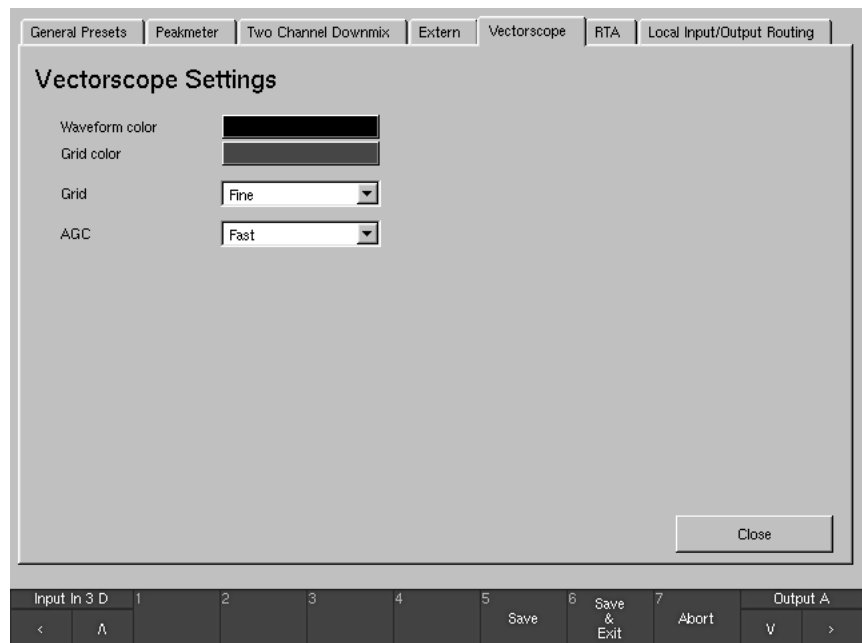 General Presets Peakmeter Two Channel Downmix Extern Vectorscope RTA Local Input/Output Routing
Vectorscope Settings
Waveform color
Grid color
Grid Fine
AGC Fast
Close
Input In 3 D 1 2 3 4 5 Save 6 Save & Exit 7 Abort Output A
< Λ V >